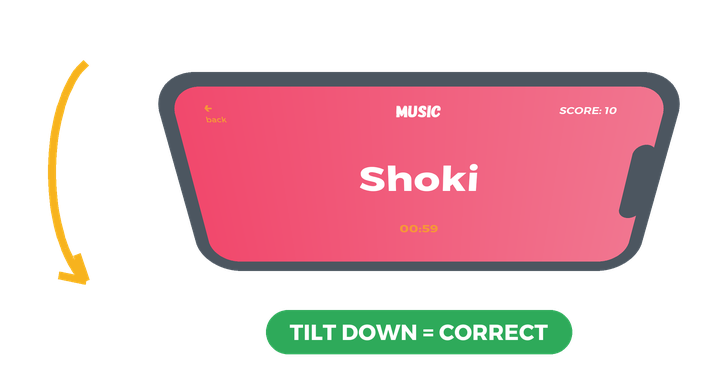 MUSIC
SCORE: 10
back
Shoki
00:59
TILT DOWN = CORRECT